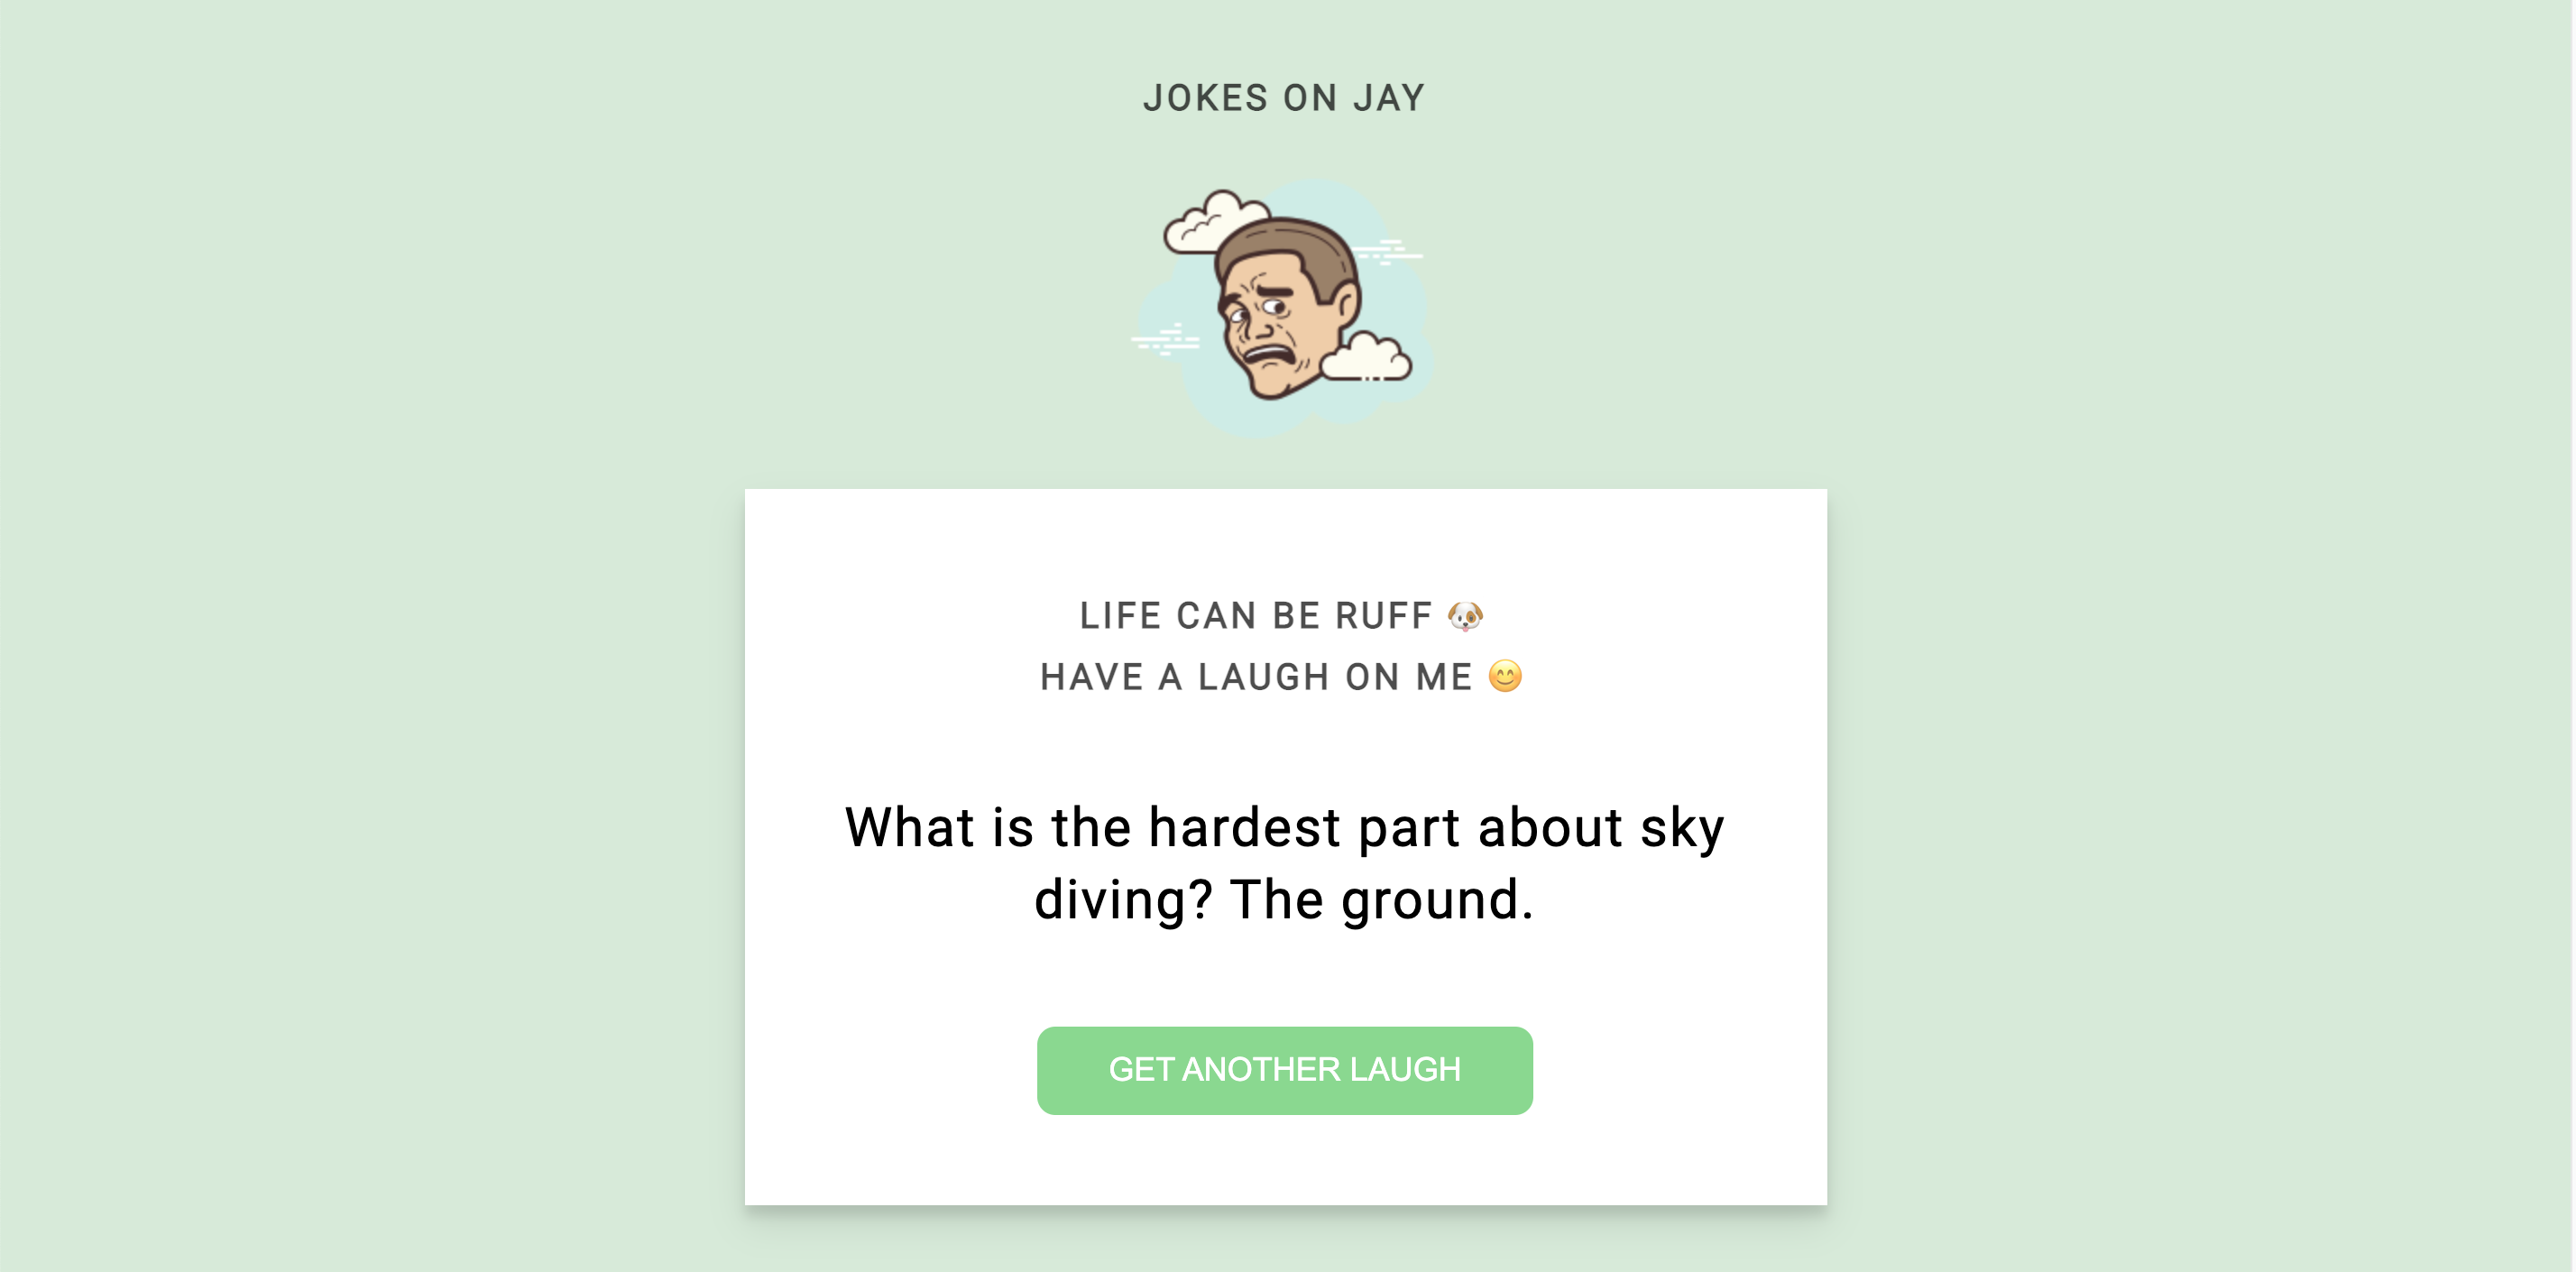 JOKES ON JAY
LIFE CAN BE RUFF 🐶
HAVE A LAUGH ON ME 😊
What is the hardest part about sky
diving? The ground.
GET ANOTHER LAUGH